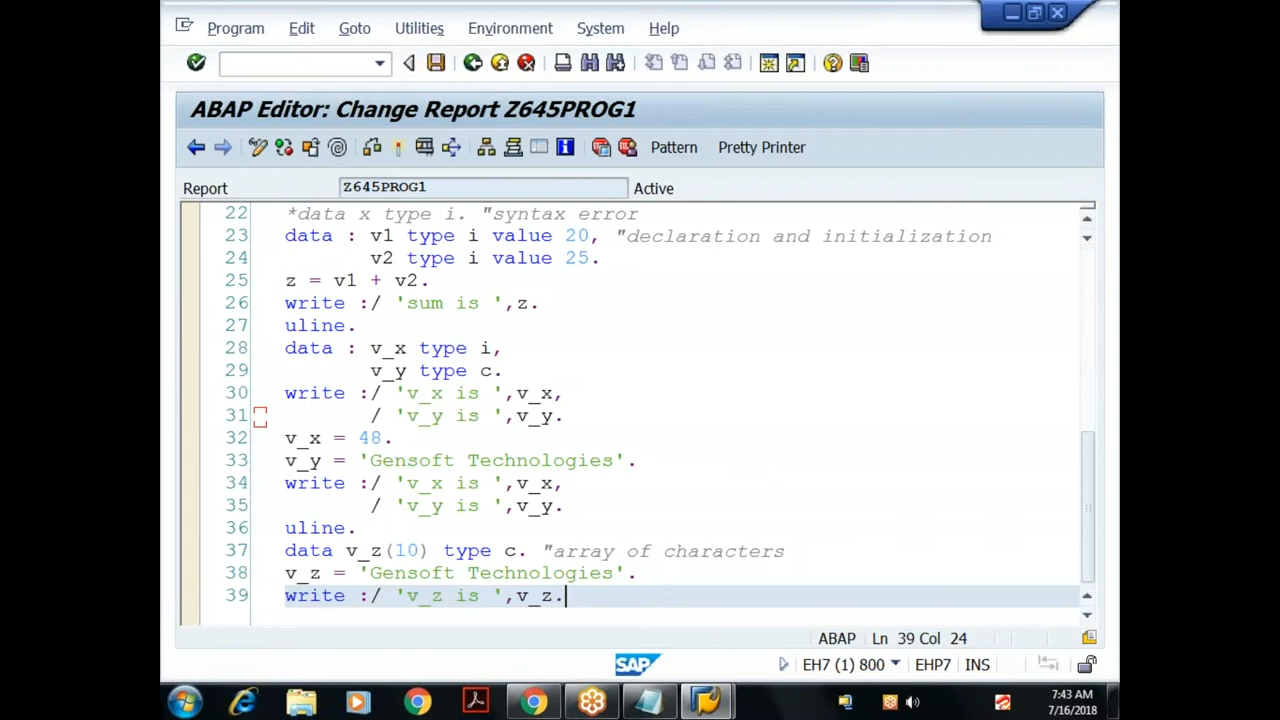 Program Edit Goto Utilities Environment System Help
ABAP Editor: Change Report Z645PROG1
Pattern Pretty Printer
Report Z645PROG1 Active
22 *data x type i. "syntax error
23 data : v1 type i value 20, "declaration and initialization
24 v2 type i value 25.
25 z = v1 + v2.
26 write :/ 'sum is ',z.
27 uline.
28 data : v_x type i,
29 v_y type c.
30 write :/ 'v_x is ',v_x,
31 / 'v_y is ',v_y.
32 v_x = 48.
33 v_y = 'Gensoft Technologies'.
34 write :/ 'v_x is ',v_x,
35 / 'v_y is ',v_y.
36 uline.
37 data v_z(10) type c. "array of characters
38 v_z = 'Gensoft Technologies'.
39 write :/ 'v_z is ',v_z.
ABAP Ln 39 Col 24
SAP EH7 (1) 800 EHP7 INS
7:43 AM
7/16/2018